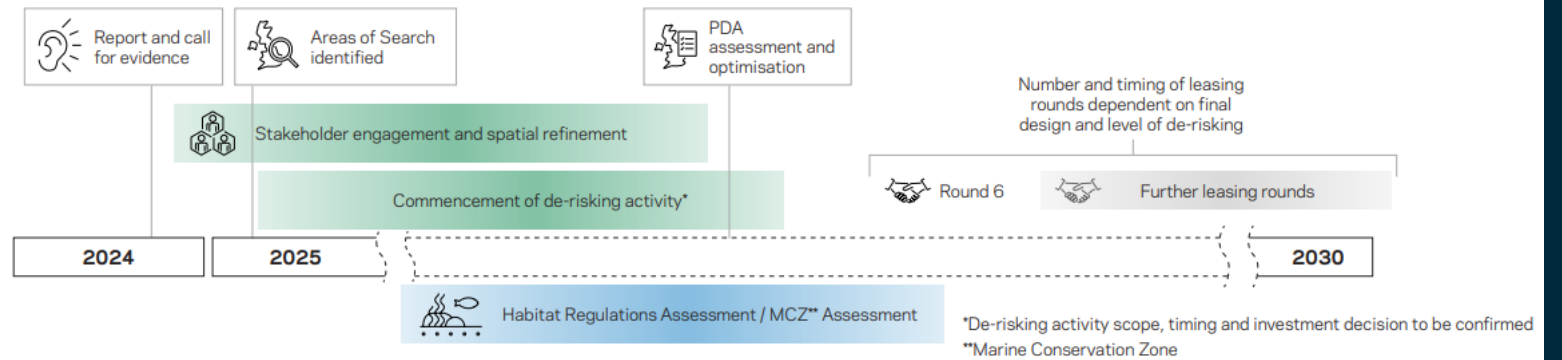 Report and call
for evidence
Areas of Search
identified
PDA
assessment and
optimisation
Number and timing of leasing
rounds dependent on final
design and level of de-risking
Stakeholder engagement and spatial refinement
Commencement of de-risking activity*
Round 6
Further leasing rounds
2024
2025
2030
Habitat Regulations Assessment / MCZ** Assessment
*De-risking activity scope, timing and investment decision to be confirmed
**Marine Conservation Zone